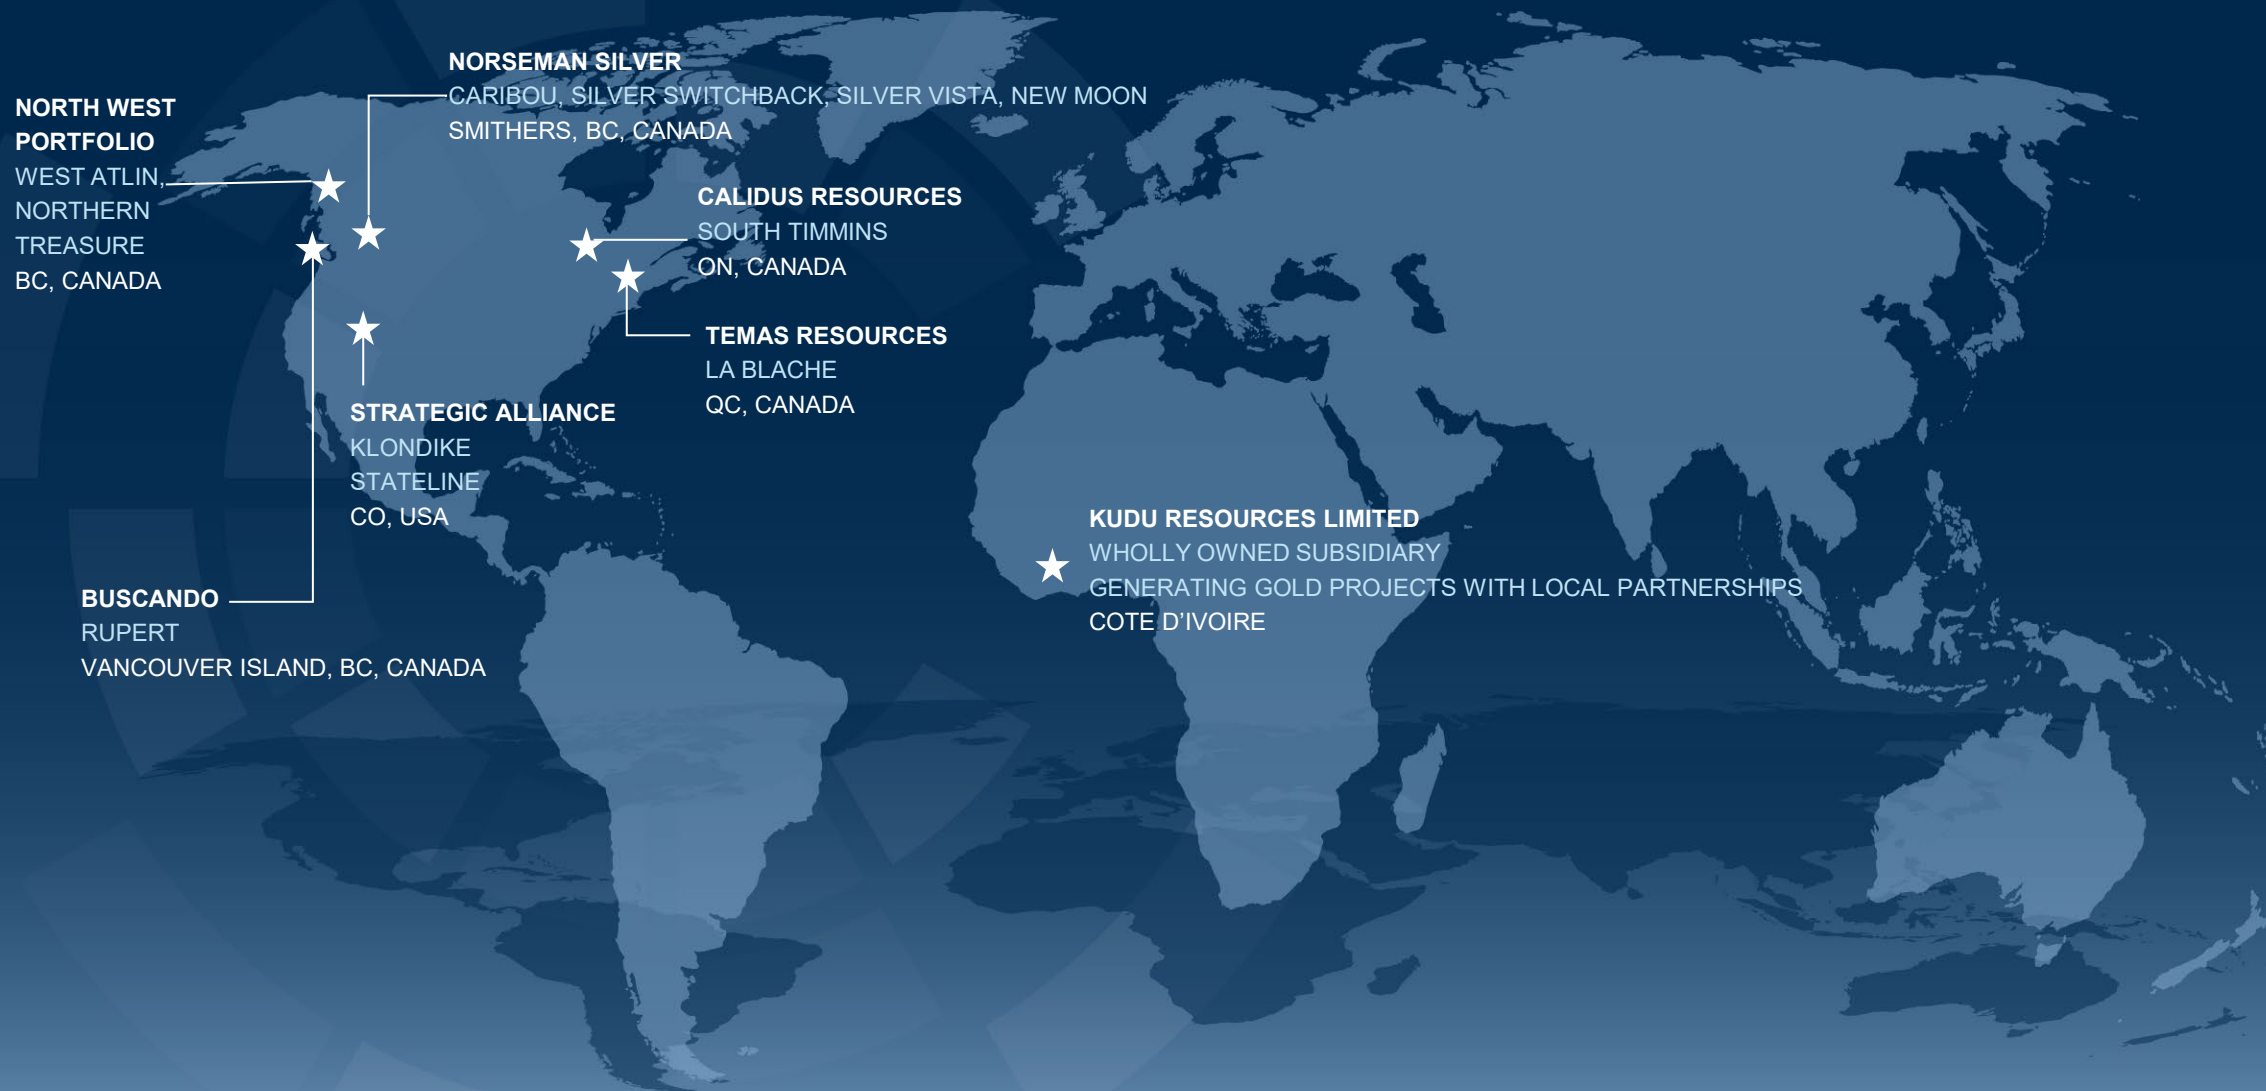 NORTH WEST
PORTFOLIO
WEST ATLIN,
NORTHERN
TREASURE
BC, CANADA
NORSEMAN SILVER
CARIBOU, SILVER SWITCHBACK, SILVER VISTA, NEW MOON
SMITHERS, BC, CANADA
CALIDUS RESOURCES
SOUTH TIMMINS
ON, CANADA
TEMAS RESOURCES
LA BLACHE
QC, CANADA
STRATEGIC ALLIANCE
KLONDIKE
STATELINE
CO, USA
BUSCANDO
RUPERT
VANCOUVER ISLAND, BC, CANADA
KUDU RESOURCES LIMITED
WHOLLY OWNED SUBSIDIARY
GENERATING GOLD PROJECTS WITH LOCAL PARTNERSHIPS
COTE D’IVOIRE